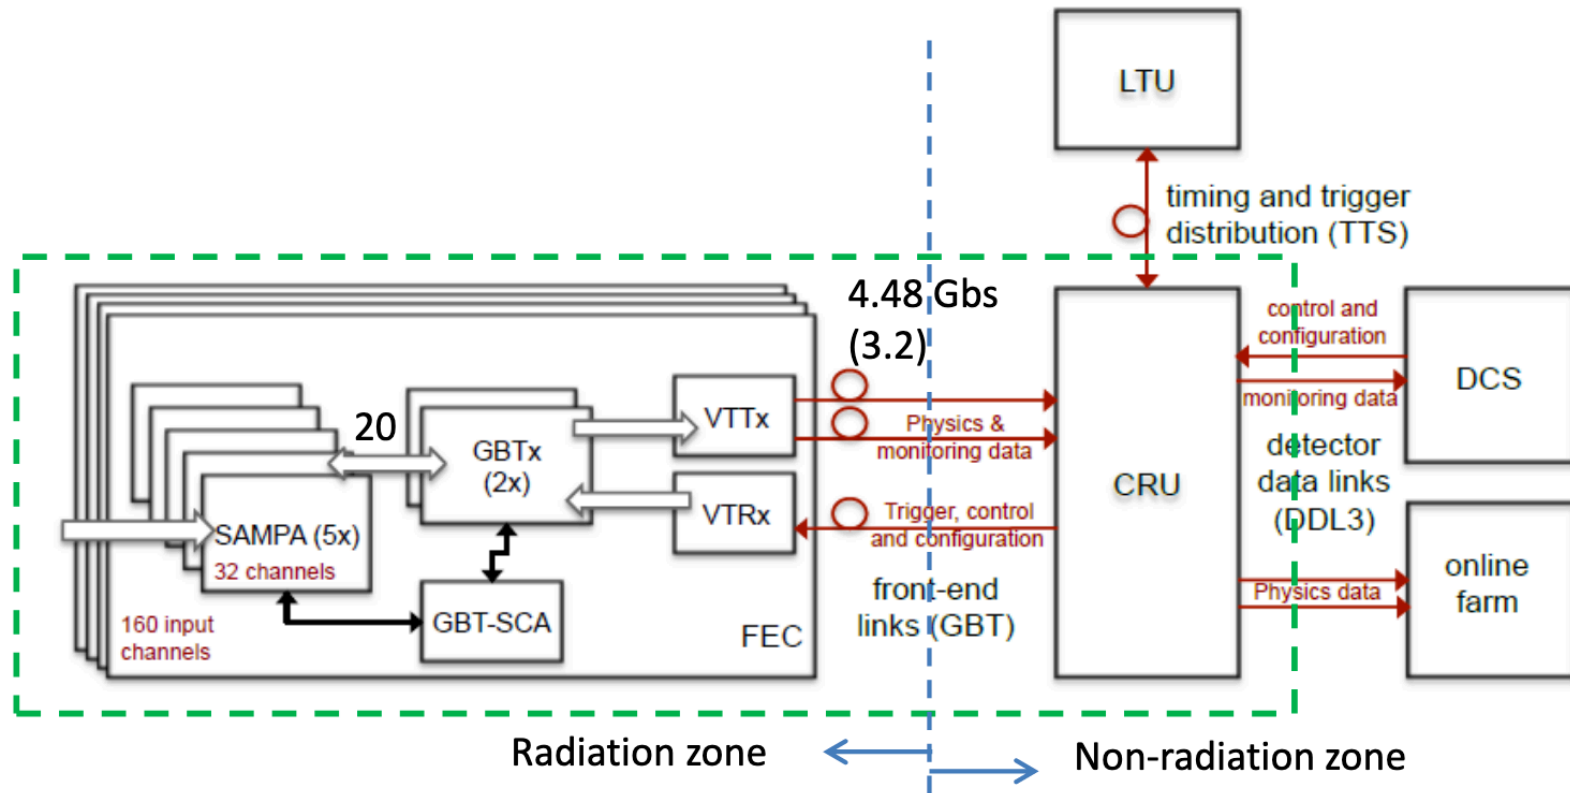 LTU
timing and trigger
distribution (TTS)
4.48 Gbs
(3.2)
control and
configuration
DCS
monitoring data
VTTx
20
GBTx
(2x)
Physics &
monitoring data
detector
data links
(DDL3)
CRU
VTRx
SAMPA (5x)
32 channels
Trigger, control
and configuration
online
farm
Physics data
front-end
links (GBT)
GBT-SCA
160 input
channels
FEC
Radiation zone
Non-radiation zone